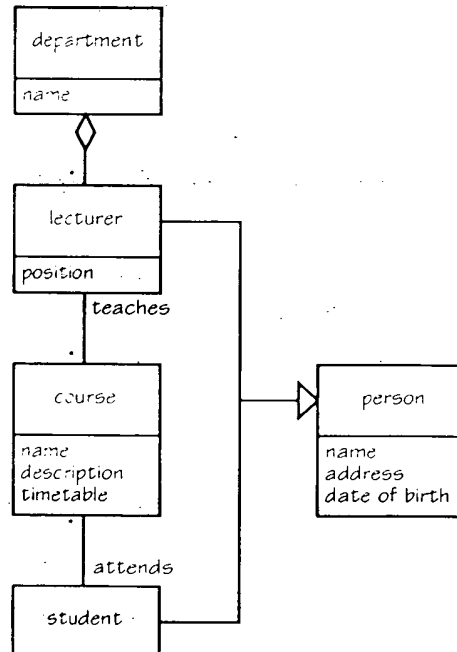 department
name
lecturer
position
teaches
course
name
description
timetable
person
name
address
date of birth
attends
student